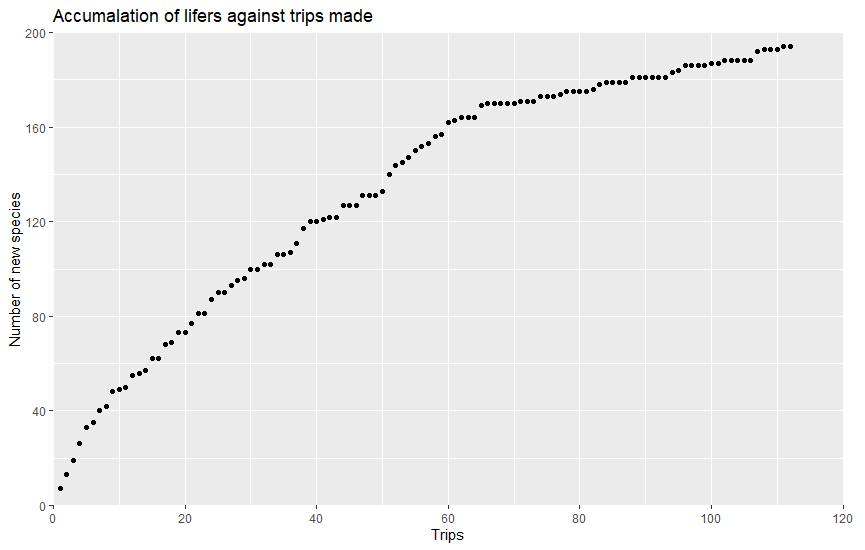 Accumalation of lifers against trips made
200
160
120
80
40
0
Number of new species
0 20 40 60 80 100 120
Trips